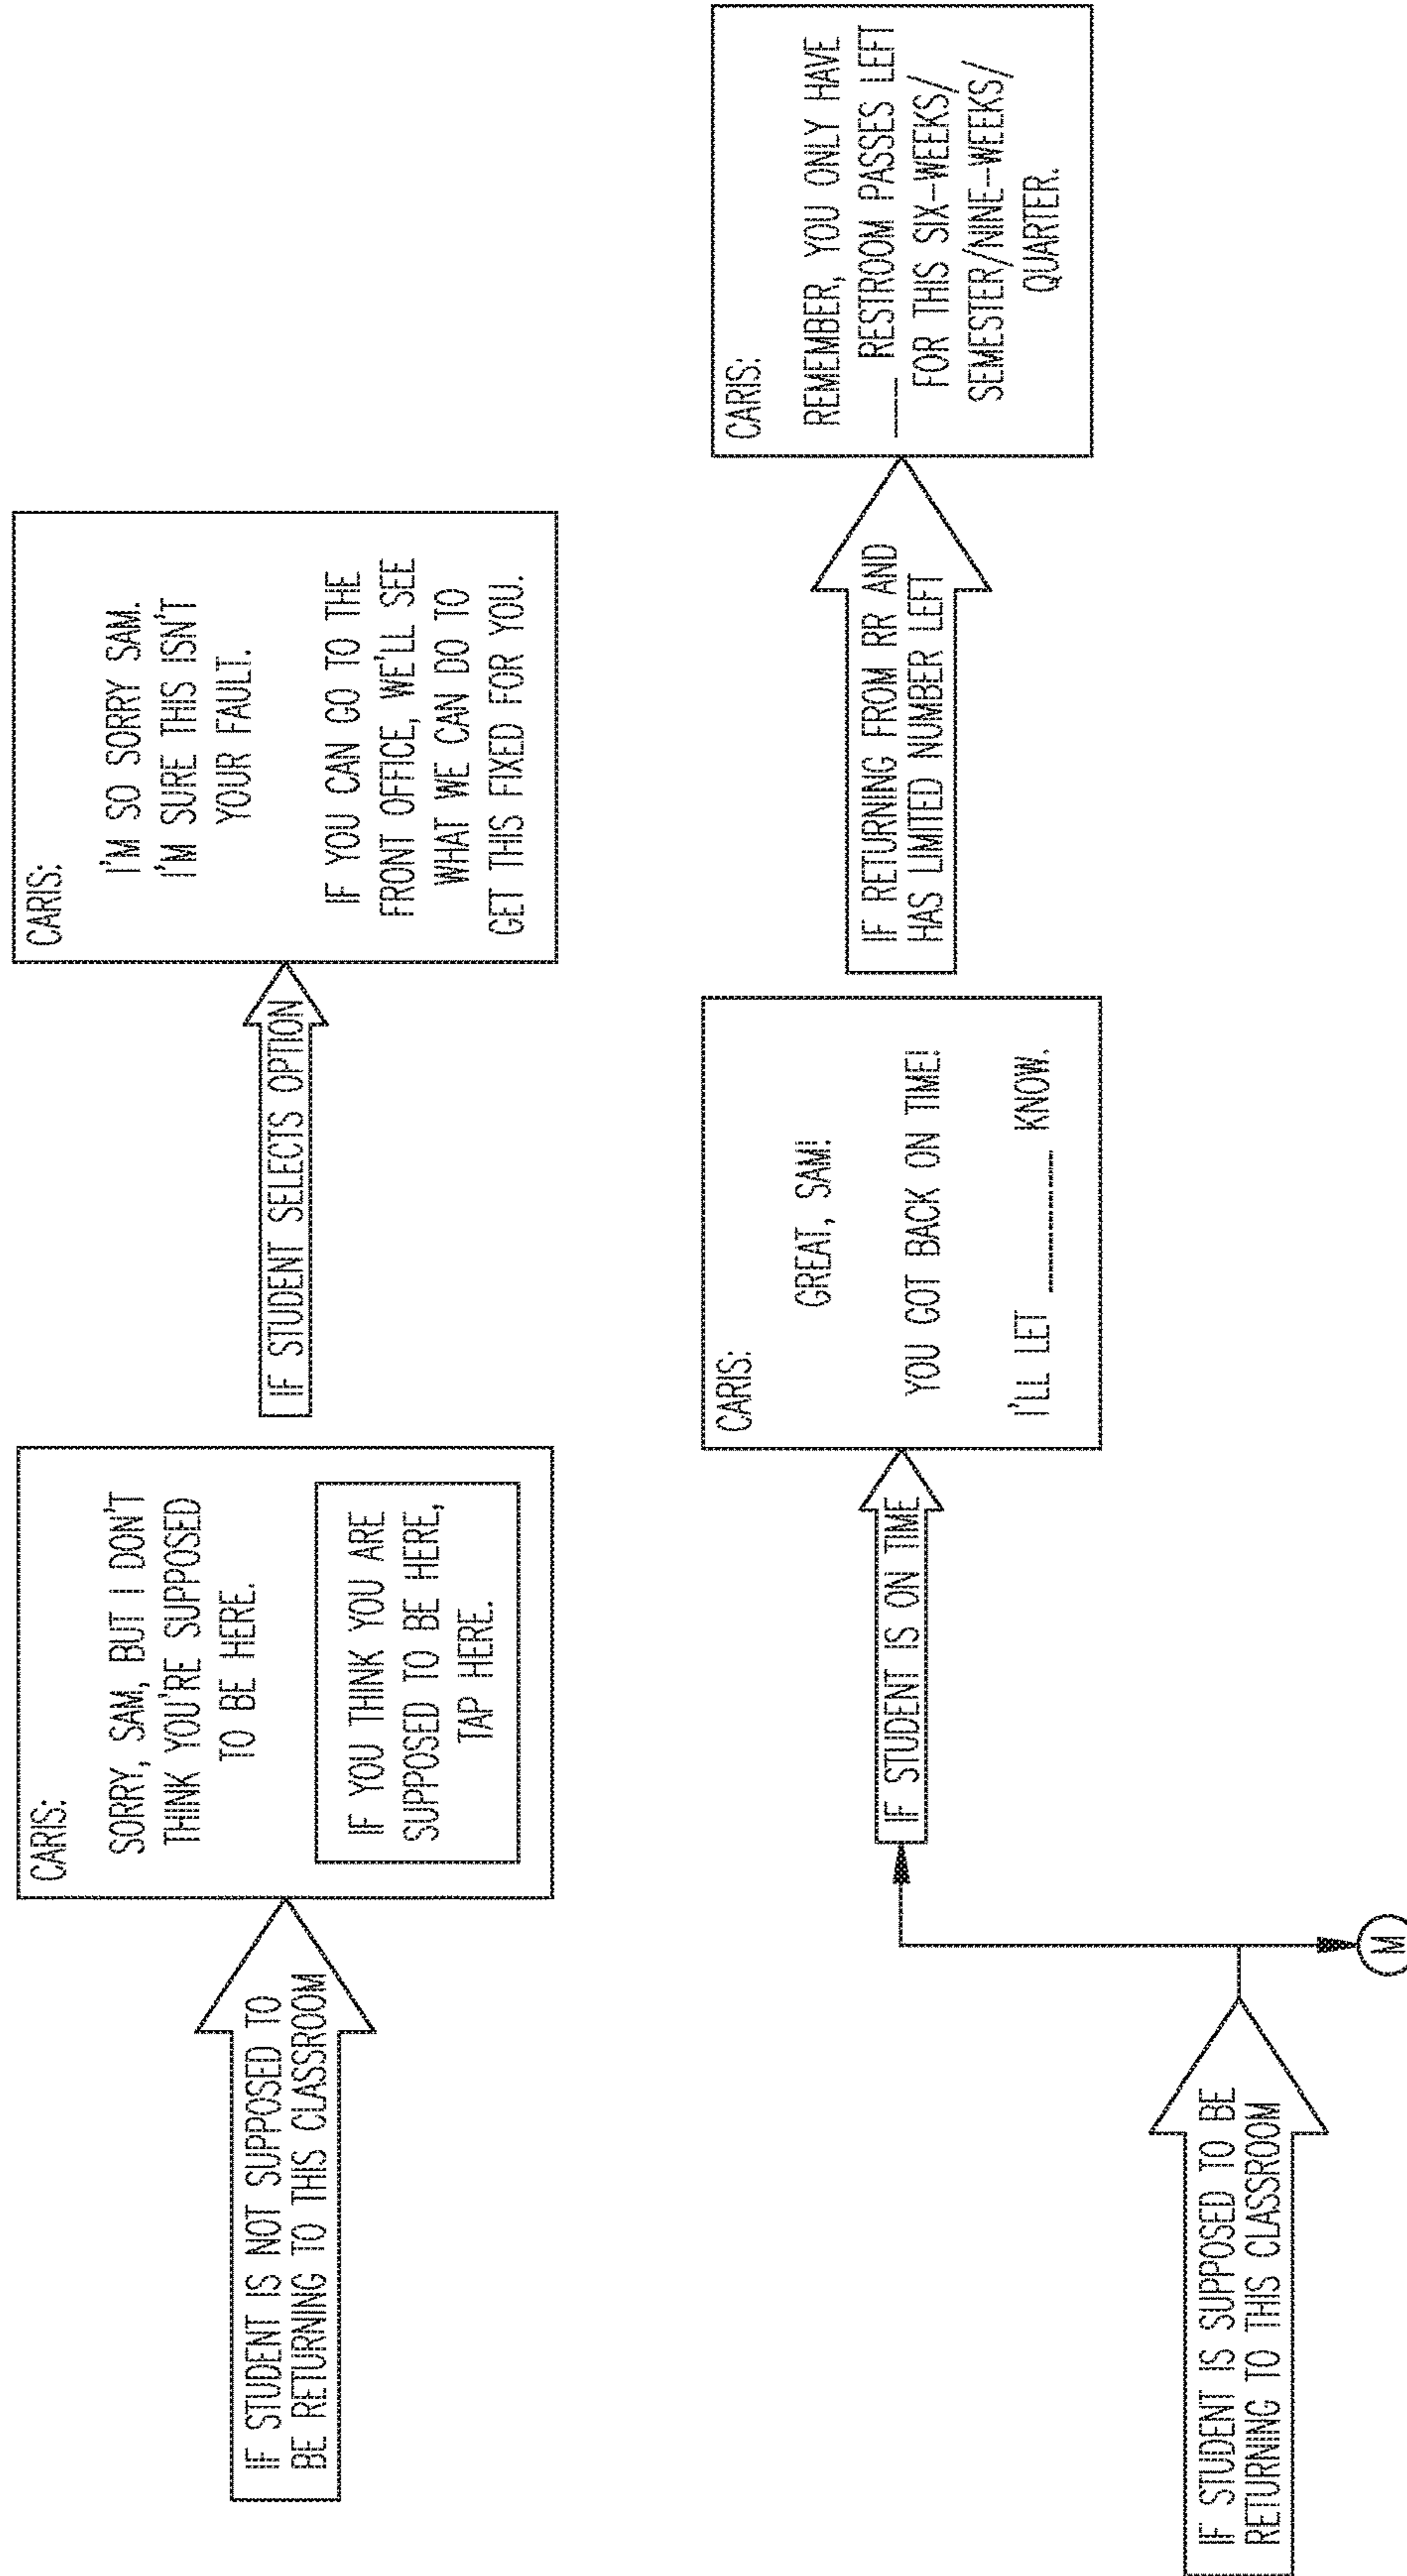 IF STUDENT IS NOT SUPPOSED TO
BE RETURNING TO THIS CLASSROOM
CARIS:
SORRY, SAM, BUT I DON'T
THINK YOU'RE SUPPOSED
TO BE HERE.
IF YOU THINK YOU ARE
SUPPOSED TO BE HERE,
TAP HERE.
IF STUDENT SELECTS OPTION
CARIS:
I'M SO SORRY SAM.
I'M SURE THIS ISN'T
YOUR FAULT.
IF YOU CAN GO TO THE
FRONT OFFICE, WE'LL SEE
WHAT WE CAN DO TO
GET THIS FIXED FOR YOU.
IF STUDENT IS SUPPOSED TO BE
RETURNING TO THIS CLASSROOM
M
IF STUDENT IS ON TIME
CARIS:
GREAT, SAM!
YOU GOT BACK ON TIME!
I'LL LET ________ KNOW.
IF RETURNING FROM RR AND
HAS LIMITED NUMBER LEFT
CARIS:
REMEMBER, YOU ONLY HAVE
____ RESTROOM PASSES LEFT
FOR THIS SIX-WEEKS/
SEMESTER/NINE-WEEKS/
QUARTER.